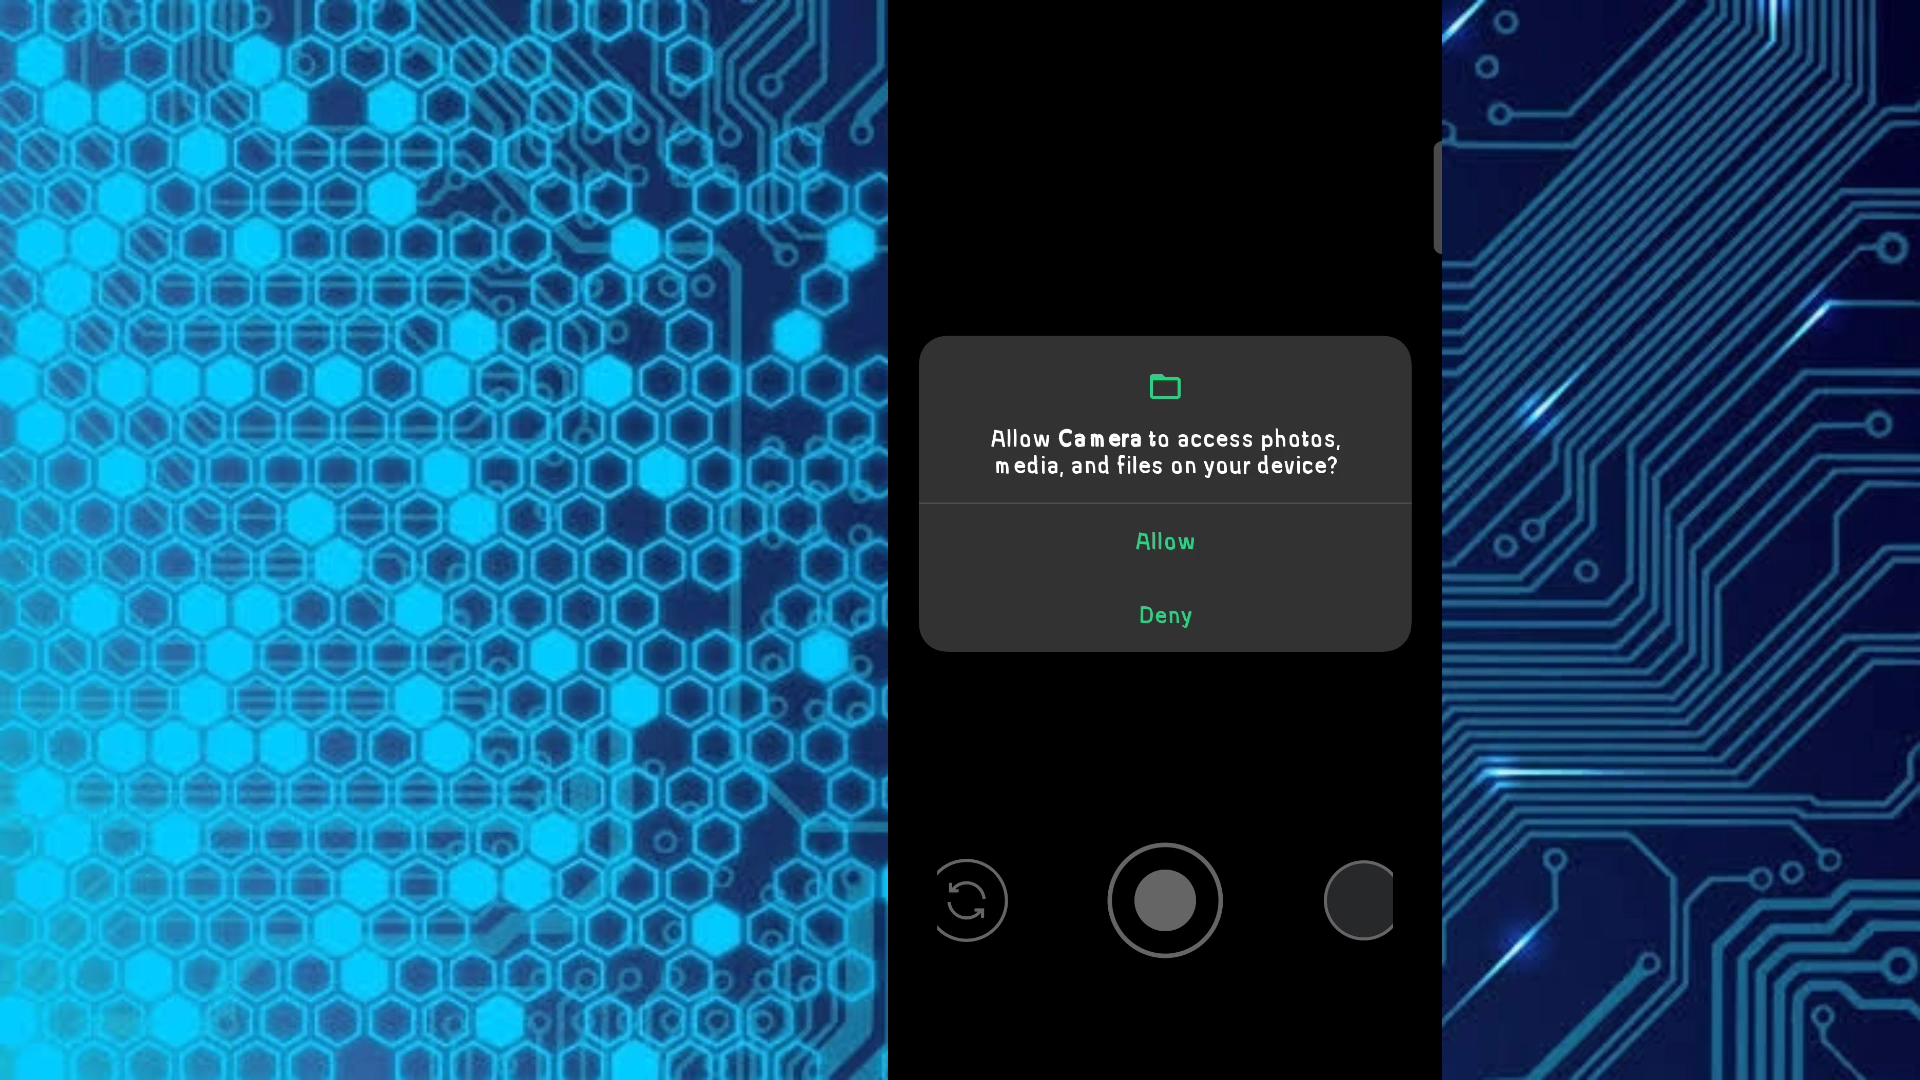 Allow Camera to access photos,
media, and files on your device?
Allow
Deny